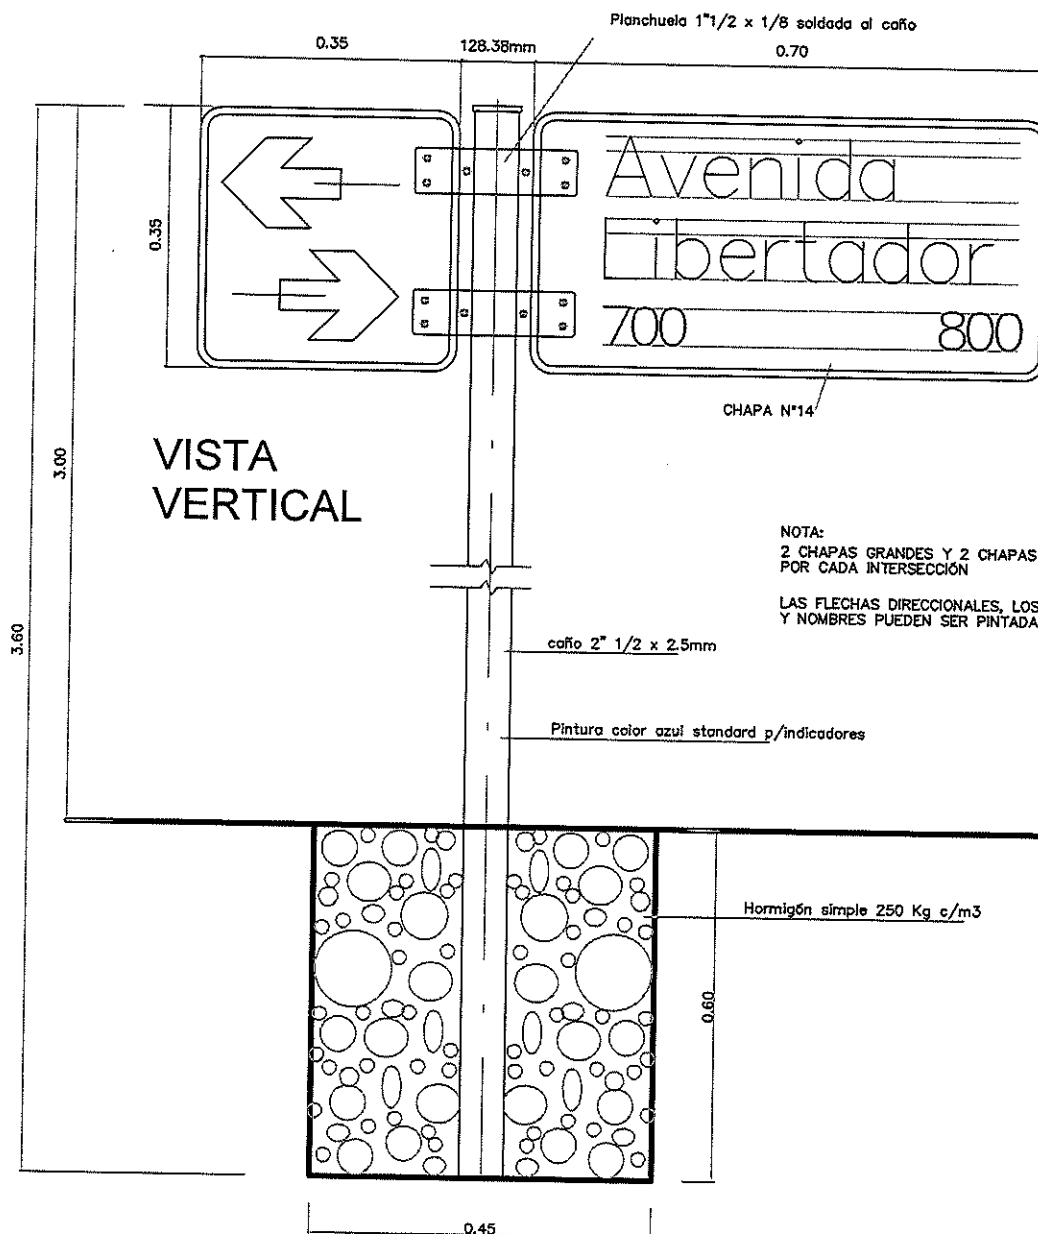 Planchuela 1"1/2 x 1/8 soldada al caño
0.35
128.38mm
0.70
Avenida
Libertador
700 800
0.35
CHAPA N°14
3.00
VISTA
VERTICAL
NOTA:
2 CHAPAS GRANDES Y 2 CHAPAS
POR CADA INTERSECCIÓN
LAS FLECHAS DIRECCIONALES, LOS
Y NOMBRES PUEDEN SER PINTADA
3.60
caño 2" 1/2 x 2.5mm
Pintura color azul standard p/indicadores
Hormigón simple 250 Kg c/m3
0.60
0.45